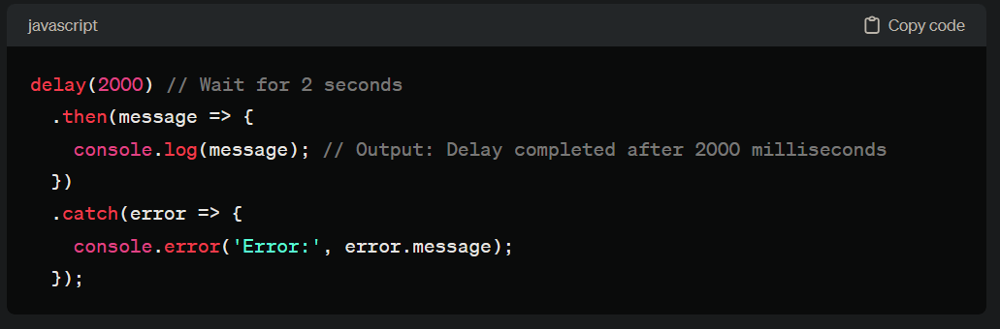 javascript
Copy code
delay(2000) // Wait for 2 seconds
  .then(message => {
    console.log(message); // Output: Delay completed after 2000 milliseconds
  })
  .catch(error => {
    console.error('Error:', error.message);
  });